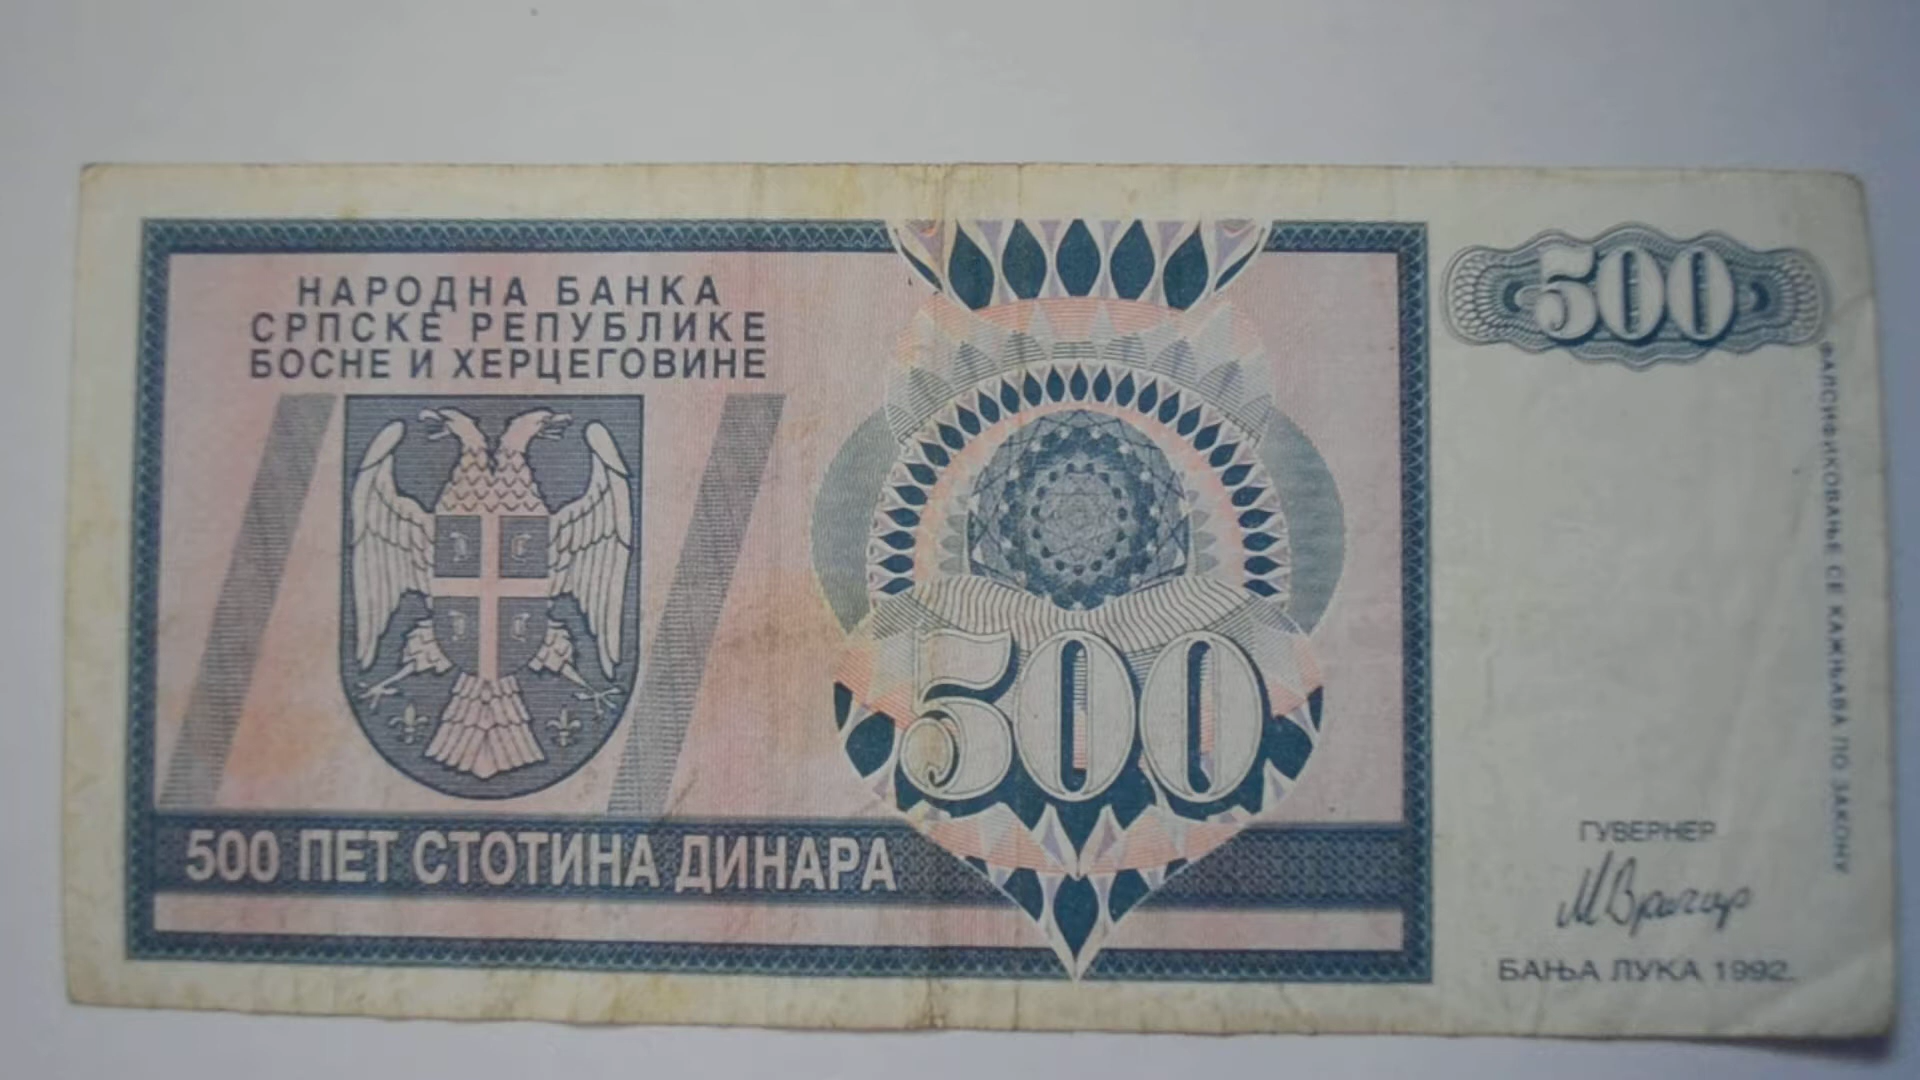 НАРОДНА БАНКА
СРПСКЕ РЕПУБЛИКЕ
БОСНЕ И ХЕРЦЕГОВИНЕ
500
500
500 ПЕТ СТОТИНА ДИНАРА
ФАЛСИФИКОВАЊЕ СЕ КАЖЊАВА ПО ЗАКОНУ
ГУВЕРНЕР
БАЊА ЛУКА 1992.